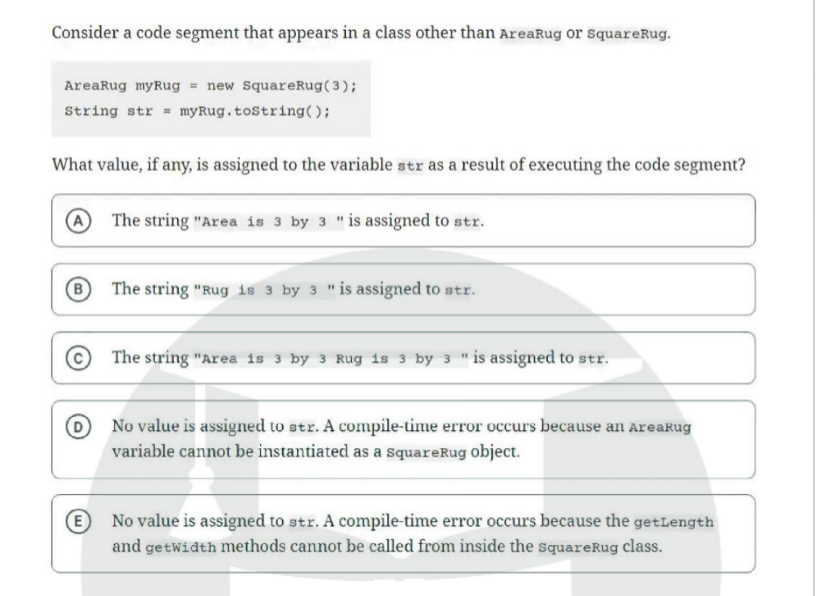 Consider a code segment that appears in a class other than AreaRug or SquareRug.
AreaRug myRug = new SquareRug(3);
String str = myRug.toString();
What value, if any, is assigned to the variable str as a result of executing the code segment?
A The string "Area is 3 by 3 " is assigned to str.
B The string "Rug is 3 by 3 " is assigned to str.
C The string "Area is 3 by 3 Rug is 3 by 3 " is assigned to str.
D No value is assigned to str. A compile-time error occurs because an AreaRug
variable cannot be instantiated as a SquareRug object.
E No value is assigned to str. A compile-time error occurs because the getLength
and getWidth methods cannot be called from inside the SquareRug class.